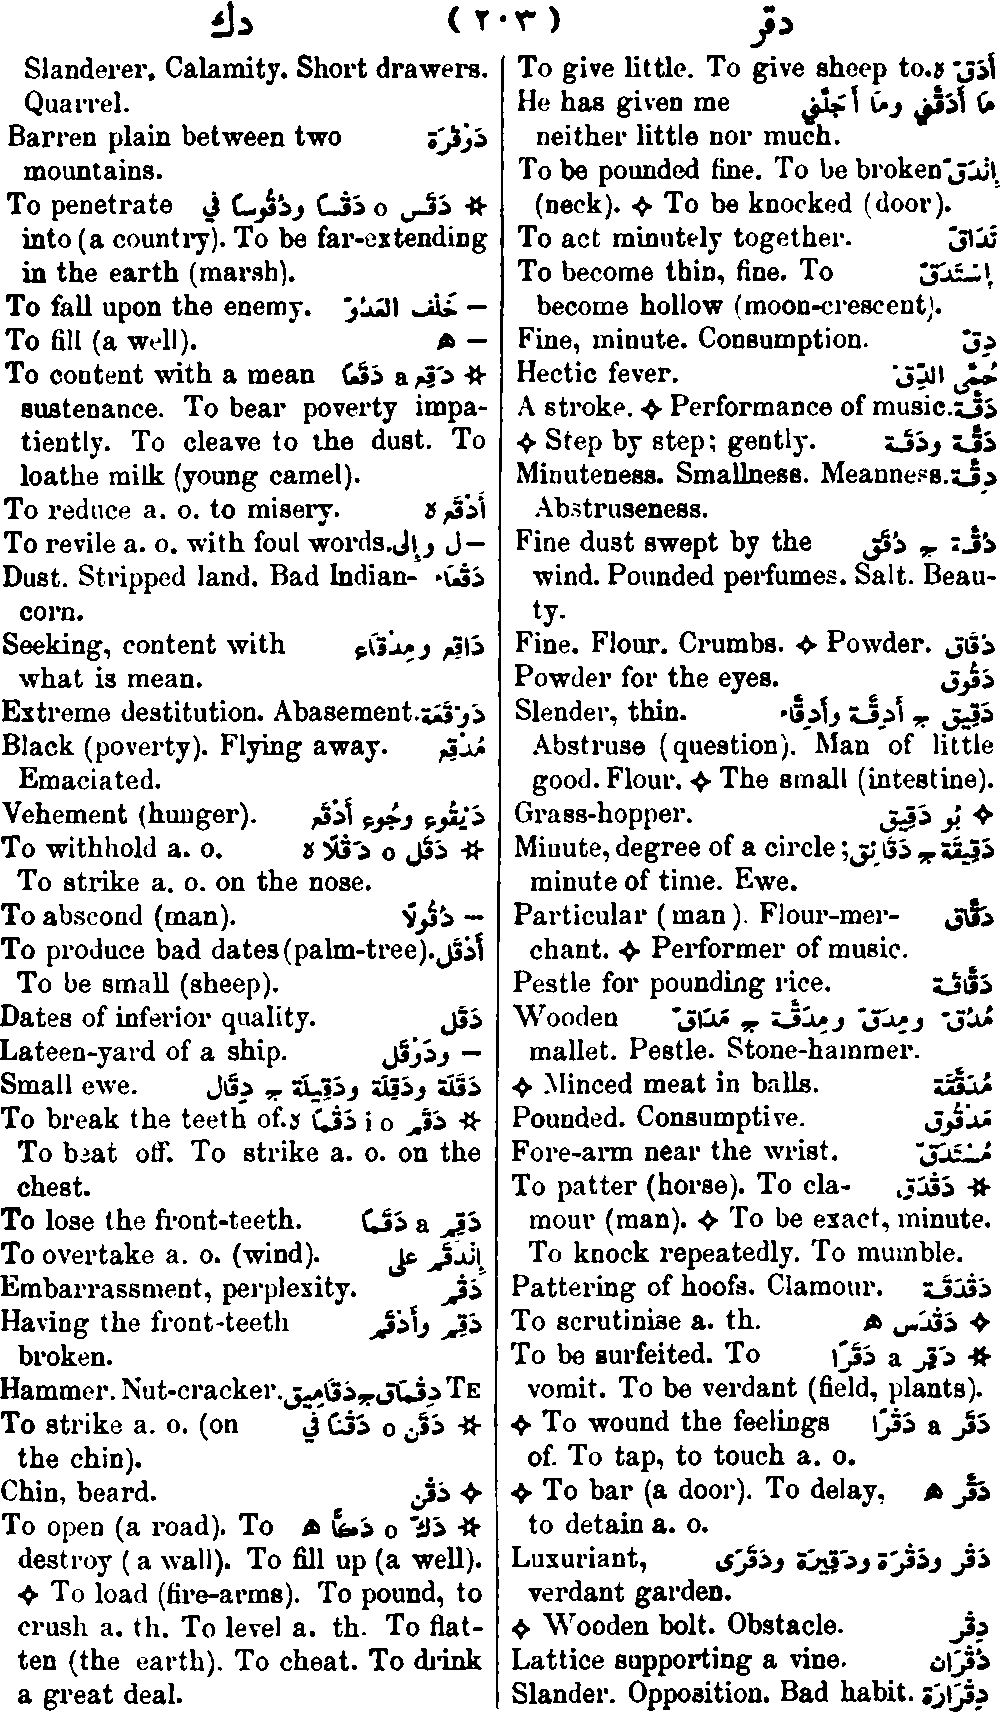 دك (٢٠٣) دقر
To give little. To give sheep to. أَدَقَّ ه
He has given me مَا أَدَقَّنِي ومَا أَجَلَّنِي
neither little nor much.
To be pounded fine. To be broken إِنْدَقَّ
(neck). ✧ To be knocked (door).
To act minutely together. تَدَاقَّ
To become thin, fine. To إِسْتَدَقَّ
become hollow (moon-crescent).
Fine, minute. Consumption. دِقّ
Hectic fever. حُمَّى الدِّقّ
A stroke. ✧ Performance of music. دَقَّة
✧ Step by step; gently. دَقَّة ودَقَّة
Minuteness. Smallness. Meanness. دِقَّة
Abstruseness.
Fine dust swept by the دُقَّة ج دُقَق
wind. Pounded perfumes. Salt. Beau-
ty.
Fine. Flour. Crumbs. ✧ Powder. دُقَاق
Powder for the eyes. دَقُوق
Slender, thin. دَقِيق ج أَدِقَّة وأَدِقَّاء
Abstruse (question). Man of little
good. Flour. ✧ The small (intestine).
Grass-hopper. ✧ بُو دَقِيق
Minute, degree of a circle; دَقِيقَة ج دَقَائِق
minute of time. Ewe.
Particular (man). Flour-mer- دَقَّاق
chant. ✧ Performer of music.
Pestle for pounding rice. دَقَّاقَة
Wooden مُدُقّ ومِدَقّ ومِدَقَّة ج مَدَاقّ
mallet. Pestle. Stone-hammer.
✧ Minced meat in balls. مُدَقَّقَة
Pounded. Consumptive. مَدْقُوق
Fore-arm near the wrist. مُسْتَدَقّ
To patter (horse). To cla- ☆ دَقْدَق
mour (man). ✧ To be exact, minute.
To knock repeatedly. To mumble.
Pattering of hoofs. Clamour. دَقْدَقَة
To scrutinise a. th. ✧ دَقْدَس ه
To be surfeited. To ☆ دَقِر a دَقَرًا
vomit. To be verdant (field, plants).
✧ To wound the feelings دَقَر a دَقْرًا
of. To tap, to touch a. o.
✧ To bar (a door). To delay, دَقَّر ه
to detain a. o.
Luxuriant, دَقْر ودَقْرَة ودَقِيرَة ودَقَرَى
verdant garden.
✧ Wooden bolt. Obstacle. دِقْر
Lattice supporting a vine. دُقْرَان
Slander. Opposition. Bad habit. دِقْرَارَة
Slanderer. Calamity. Short drawers.
Quarrel.
Barren plain between two دَوْقَرَة
mountains.
To penetrate ☆ دَقَس o دَقْسًا ودُقُوسًا في
into (a country). To be far-extending
in the earth (marsh).
To fall upon the enemy. — خَلْفَ العَدُوّ
To fill (a well). — ه
To content with a mean ☆ دَقِع a دَقَعًا
sustenance. To bear poverty impa-
tiently. To cleave to the dust. To
loathe milk (young camel).
To reduce a. o. to misery. أَدْقَع ه
To revile a. o. with foul words. — ل وإِلى
Dust. Stripped land. Bad Indian- دَقْعَاء
corn.
Seeking, content with دَاقِع ومِدْقَاع
what is mean.
Extreme destitution. Abasement. دَوْقَعَة
Black (poverty). Flying away. مُدْقِع
Emaciated.
Vehement (hunger). دَيْقُوع وجُوع أَدْقَع
To withhold a. o. ☆ دَقَل o دَقْلًا ه
To strike a. o. on the nose.
To abscond (man). — دُقُولًا
To produce bad dates (palm-tree). أَدْقَل
To be small (sheep).
Dates of inferior quality. دَقَل
Lateen-yard of a ship. — ودَوْقَل
Small ewe. دَقَلَة ودَقِلَة ودَقِيلَة ج دِقَال
To break the teeth of. ☆ دَقَم i o دَقْمًا ه
To beat off. To strike a. o. on the
chest.
To lose the front-teeth. دَقِم a دَقَمًا
To overtake a. o. (wind). إِنْدَقَم على
Embarrassment, perplexity. دَقَم
Having the front-teeth دَقِم وأَدْقَم
broken.
Hammer. Nut-cracker. TE دِقْمَاق ج دَقَامِيق
To strike a. o. (on ☆ دَقَن o دَقْنًا في
the chin).
Chin, beard. ✧ دَقْن
To open (a road). To ☆ دَكّ o دَكًّا ه
destroy (a wall). To fill up (a well).
✧ To load (fire-arms). To pound, to
crush a. th. To level a. th. To flat-
ten (the earth). To cheat. To drink
a great deal.